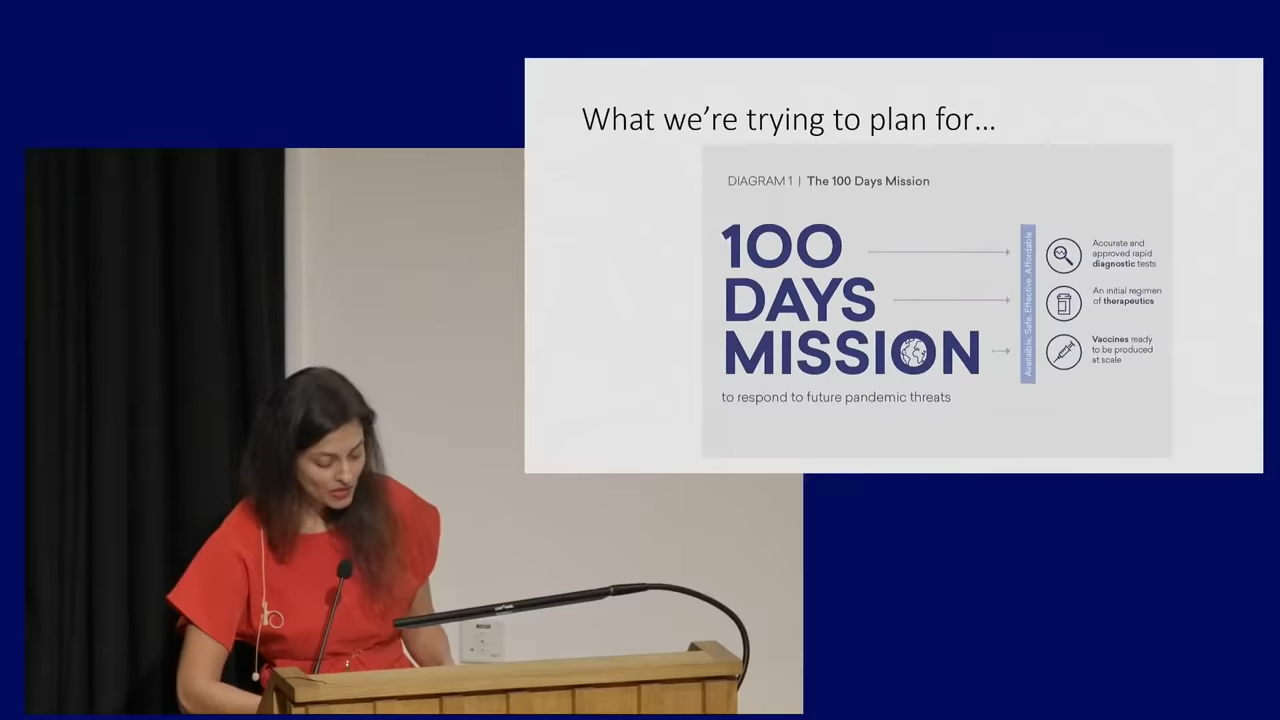 What we're trying to plan for...
DIAGRAM 1 | The 100 Days Mission
100
DAYS
MISSION
to respond to future pandemic threats
Available, Safe, Effective, Affordable
Accurate and
approved rapid
diagnostic tests
An initial regimen
of therapeutics
Vaccines ready
to be produced
at scale